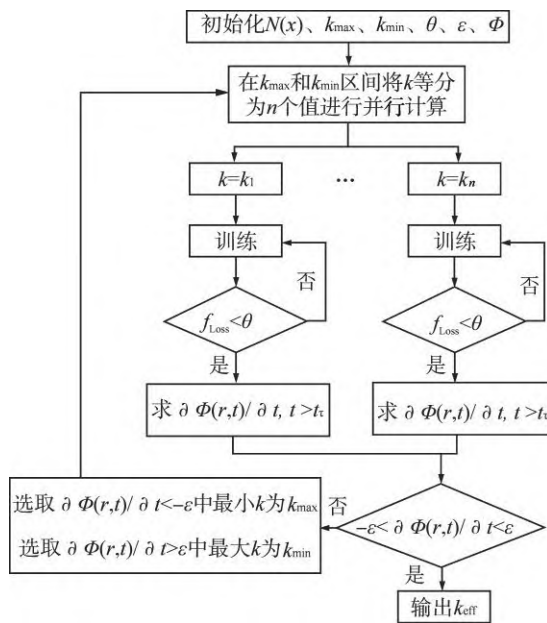 初始化N(x)、kmax、kmin、θ、ε、Φ
在kmax和kmin区间将k等分
为n个值进行并行计算
k=k1
···
k=kn
训练
训练
否
否
fLoss<θ
fLoss<θ
是
是
求∂Φ(r,t)/∂t, t>tτ
求∂Φ(r,t)/∂t, t>tτ
选取∂Φ(r,t)/∂t<-ε中最小k为kmax
选取∂Φ(r,t)/∂t>ε中最大k为kmin
否
-ε<∂Φ(r,t)/∂t<ε
是
输出keff